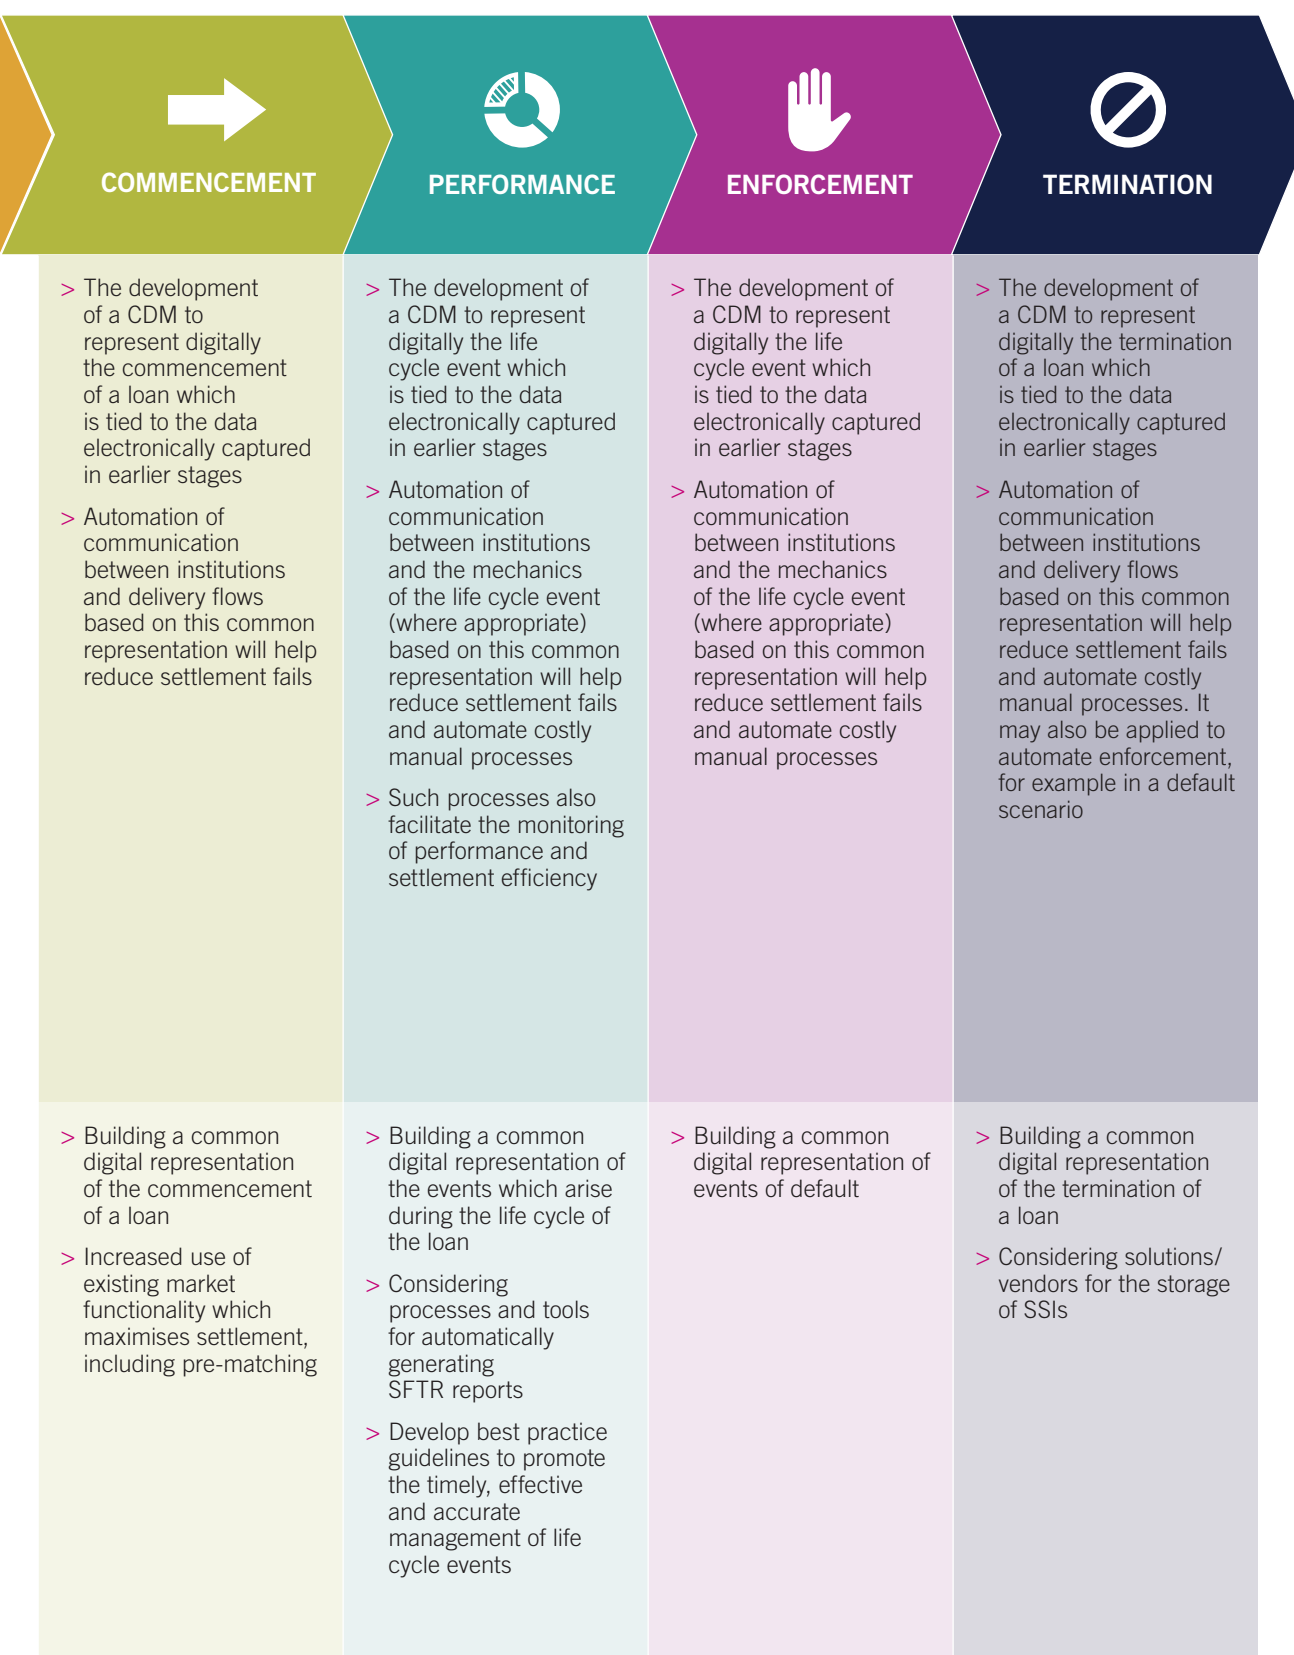 COMMENCEMENT
PERFORMANCE
ENFORCEMENT
TERMINATION
> The development
of a CDM to
represent digitally
the commencement
of a loan which
is tied to the data
electronically captured
in earlier stages
> Automation of
communication
between institutions
and delivery flows
based on this common
representation will help
reduce settlement fails
> The development of
a CDM to represent
digitally the life
cycle event which
is tied to the data
electronically captured
in earlier stages
> Automation of
communication
between institutions
and the mechanics
of the life cycle event
(where appropriate)
based on this common
representation will help
reduce settlement fails
and automate costly
manual processes
> Such processes also
facilitate the monitoring
of performance and
settlement efficiency
> The development of
a CDM to represent
digitally the life
cycle event which
is tied to the data
electronically captured
in earlier stages
> Automation of
communication
between institutions
and the mechanics
of the life cycle event
(where appropriate)
based on this common
representation will help
reduce settlement fails
and automate costly
manual processes
> The development of
a CDM to represent
digitally the termination
of a loan which
is tied to the data
electronically captured
in earlier stages
> Automation of
communication
between institutions
and delivery flows
based on this common
representation will help
reduce settlement fails
and automate costly
manual processes. It
may also be applied to
automate enforcement,
for example in a default
scenario
> Building a common
digital representation
of the commencement
of a loan
> Increased use of
existing market
functionality which
maximises settlement,
including pre-matching
> Building a common
digital representation of
the events which arise
during the life cycle of
the loan
> Considering
processes and tools
for automatically
generating
SFTR reports
> Develop best practice
guidelines to promote
the timely, effective
and accurate
management of life
cycle events
> Building a common
digital representation of
events of default
> Building a common
digital representation
of the termination of
a loan
> Considering solutions/
vendors for the storage
of SSIs